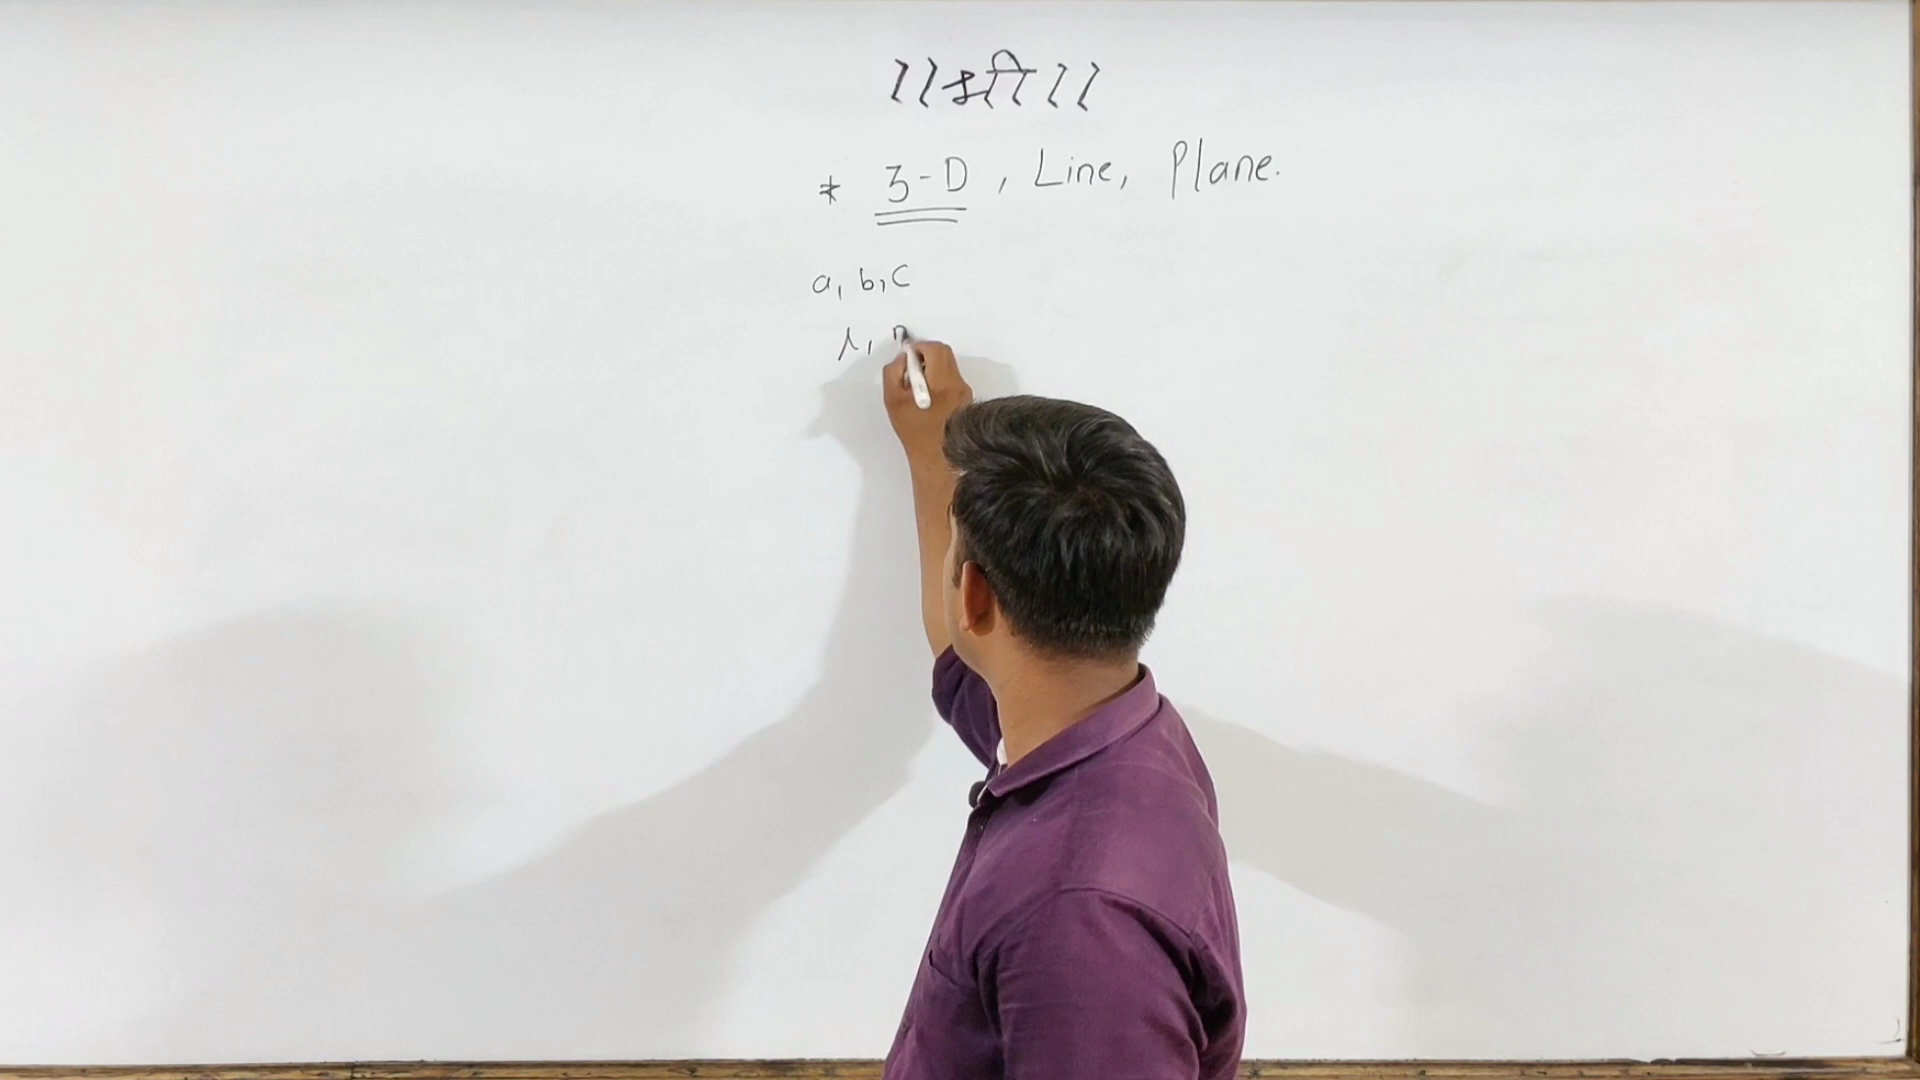 ।।श्री।।
* 3-D, Line, Plane.
a, b, c
l,